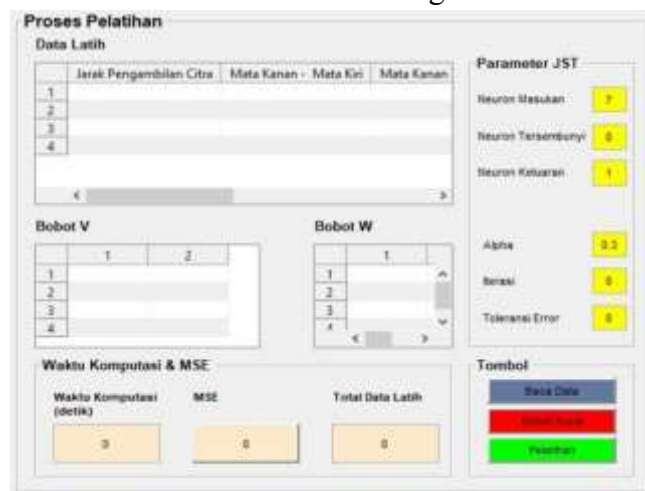 Proses Pelatihan
Data Latih
Jarak Pengambilan Citra Mata Kanan - Mata Kiri Mata Kanan
1
2
3
4
Bobot V
1 2
1
2
3
4
Bobot W
1
1
2
3
4
Waktu Komputasi & MSE
Waktu Komputasi (detik)
0
MSE
0
Total Data Latih
0
Parameter JST
Neuron Masukan 7
Neuron Tersembunyi 0
Neuron Keluaran 1
Alpha 0.3
Iterasi 0
Toleransi Error 0
Tombol
Baca Data
Pelatihan